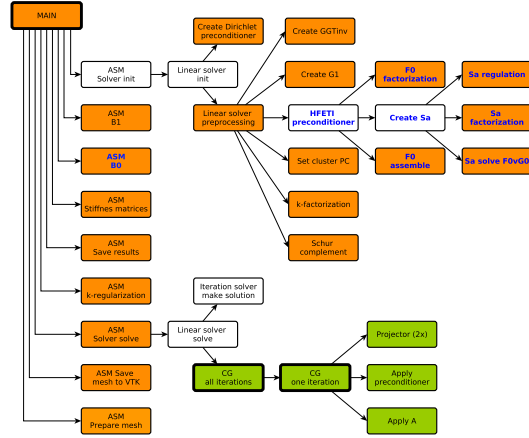 MAIN
Create Dirichlet
preconditioner
Create GGTinv
ASM
Solver init
Linear solver
init
Create G1
F0
factorization
Sa regulation
ASM
B1
Linear solver
preprocessing
HFETI
preconditioner
Create Sa
Sa
factorization
ASM
B0
Set cluster PC
F0
assemble
Sa solve F0vG0
ASM
Stiffnes matrices
k-factorization
ASM
Save results
Schur
complement
ASM
k-regularization
Iteration solver
make solution
ASM
Solver solve
Linear solver
solve
Projector (2x)
ASM Save
mesh to VTK
CG
all iterations
CG
one iteration
Apply
preconditioner
ASM
Prepare mesh
Apply A